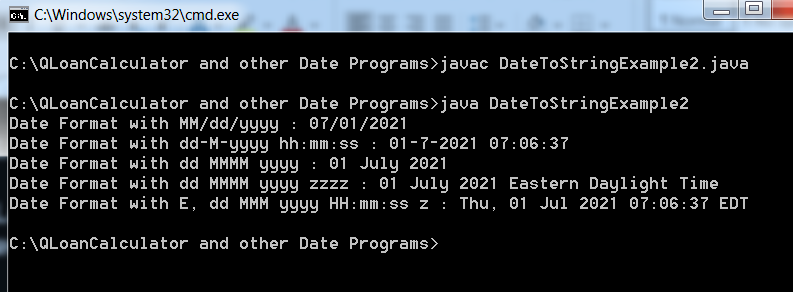 C:\Windows\system32\cmd.exe
C:\QLoanCalculator and other Date Programs>javac DateToStringExample2.java
C:\QLoanCalculator and other Date Programs>java DateToStringExample2
Date Format with MM/dd/yyyy : 07/01/2021
Date Format with dd-M-yyyy hh:mm:ss : 01-7-2021 07:06:37
Date Format with dd MMMM yyyy : 01 July 2021
Date Format with dd MMMM yyyy zzzz : 01 July 2021 Eastern Daylight Time
Date Format with E, dd MMM yyyy HH:mm:ss z : Thu, 01 Jul 2021 07:06:37 EDT
C:\QLoanCalculator and other Date Programs>